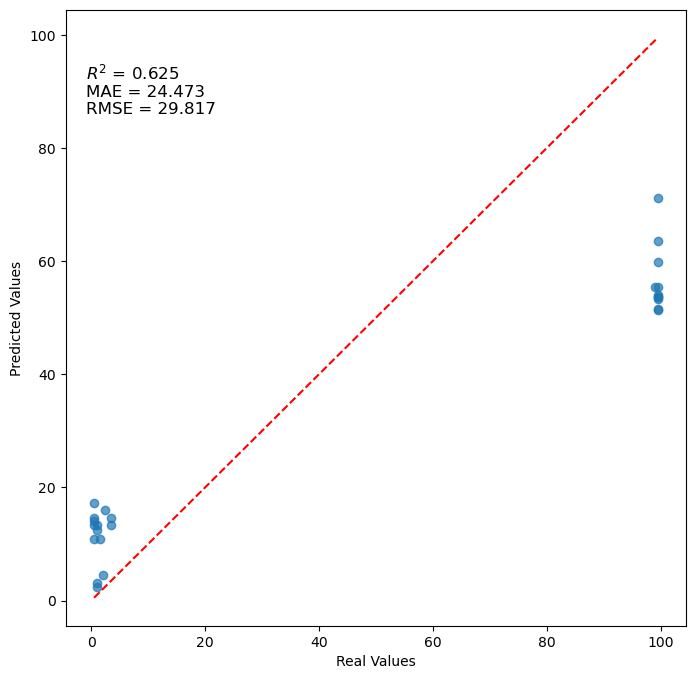 R² = 0.625
MAE = 24.473
RMSE = 29.817
100
80
60
40
20
0
Predicted Values
0 20 40 60 80 100
Real Values